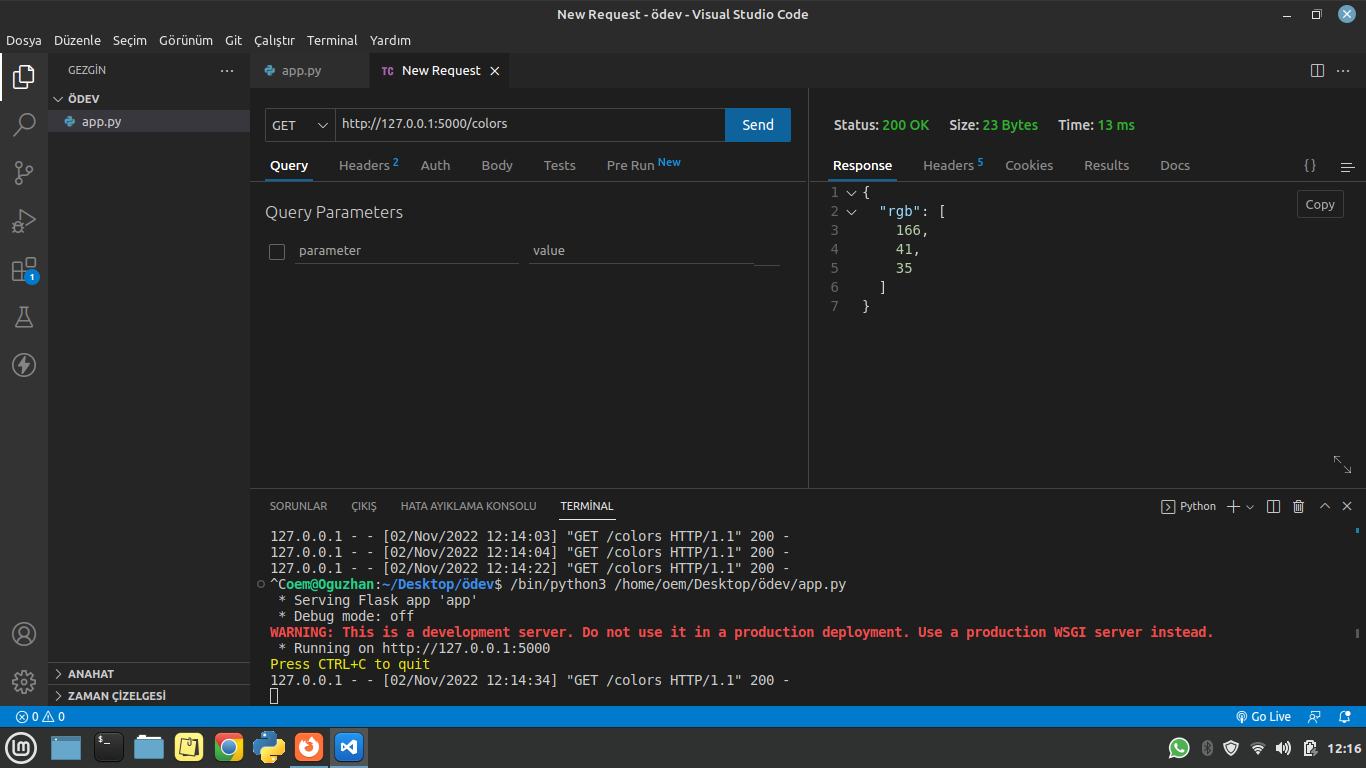 New Request - ödev - Visual Studio Code
Dosya Düzenle Seçim Görünüm Git Çalıştır Terminal Yardım
GEZGİN
app.py
TC New Request
ÖDEV
app.py
GET http://127.0.0.1:5000/colors Send
Query Headers 2 Auth Body Tests Pre Run New
Query Parameters
parameter value
Status: 200 OK Size: 23 Bytes Time: 13 ms
Response Headers 5 Cookies Results Docs {}
Copy
1 {
2 "rgb": [
3 166,
4 41,
5 35
6 ]
7 }
1
SORUNLAR ÇIKIŞ HATA AYIKLAMA KONSOLU TERMİNAL
Python
127.0.0.1 - - [02/Nov/2022 12:14:03] "GET /colors HTTP/1.1" 200 -
127.0.0.1 - - [02/Nov/2022 12:14:04] "GET /colors HTTP/1.1" 200 -
127.0.0.1 - - [02/Nov/2022 12:14:22] "GET /colors HTTP/1.1" 200 -
^Coem@Oguzhan:~/Desktop/ödev$ /bin/python3 /home/oem/Desktop/ödev/app.py
* Serving Flask app 'app'
* Debug mode: off
WARNING: This is a development server. Do not use it in a production deployment. Use a production WSGI server instead.
* Running on http://127.0.0.1:5000
Press CTRL+C to quit
127.0.0.1 - - [02/Nov/2022 12:14:34] "GET /colors HTTP/1.1" 200 -
ANAHAT
ZAMAN ÇİZELGESİ
0 0
Go Live
$_
12:16